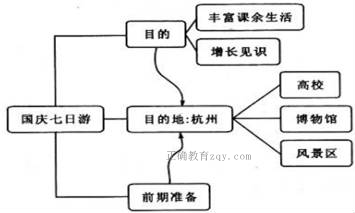 目的
丰富课余生活
增长见识
国庆七日游
目的地:杭州
高校
博物馆
风景区
前期准备
正确教育zqy.com